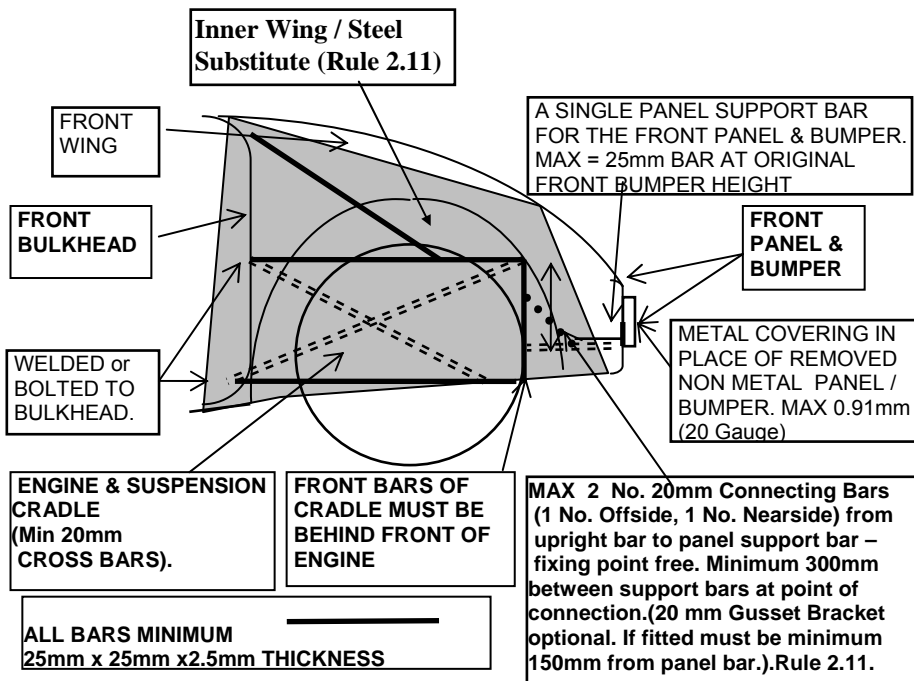 Inner Wing / Steel
Substitute (Rule 2.11)
FRONT
WING
A SINGLE PANEL SUPPORT BAR
FOR THE FRONT PANEL & BUMPER.
MAX = 25mm BAR AT ORIGINAL
FRONT BUMPER HEIGHT
FRONT
BULKHEAD
FRONT
PANEL &
BUMPER
WELDED or
BOLTED TO
BULKHEAD.
METAL COVERING IN
PLACE OF REMOVED
NON METAL PANEL /
BUMPER. MAX 0.91mm
(20 Gauge)
ENGINE & SUSPENSION
CRADLE
(Min 20mm
CROSS BARS).
FRONT BARS OF
CRADLE MUST BE
BEHIND FRONT OF
ENGINE
MAX 2 No. 20mm Connecting Bars
(1 No. Offside, 1 No. Nearside) from
upright bar to panel support bar –
fixing point free. Minimum 300mm
between support bars at point of
connection.(20 mm Gusset Bracket
optional. If fitted must be minimum
150mm from panel bar.).Rule 2.11.
ALL BARS MINIMUM
25mm x 25mm x2.5mm THICKNESS